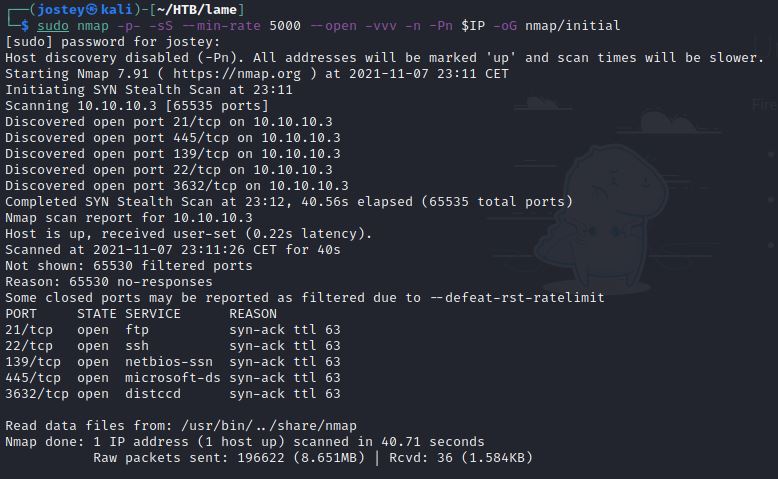 ┌──(jostey㉿kali)-[~/HTB/lame]
└─$ sudo nmap -p- -sS --min-rate 5000 --open -vvv -n -Pn $IP -oG nmap/initial
[sudo] password for jostey:
Host discovery disabled (-Pn). All addresses will be marked 'up' and scan times will be slower.
Starting Nmap 7.91 ( https://nmap.org ) at 2021-11-07 23:11 CET
Initiating SYN Stealth Scan at 23:11
Scanning 10.10.10.3 [65535 ports]
Discovered open port 21/tcp on 10.10.10.3
Discovered open port 445/tcp on 10.10.10.3
Discovered open port 139/tcp on 10.10.10.3
Discovered open port 22/tcp on 10.10.10.3
Discovered open port 3632/tcp on 10.10.10.3
Completed SYN Stealth Scan at 23:12, 40.56s elapsed (65535 total ports)
Nmap scan report for 10.10.10.3
Host is up, received user-set (0.22s latency).
Scanned at 2021-11-07 23:11:26 CET for 40s
Not shown: 65530 filtered ports
Reason: 65530 no-responses
Some closed ports may be reported as filtered due to --defeat-rst-ratelimit
PORT     STATE SERVICE      REASON
21/tcp   open  ftp          syn-ack ttl 63
22/tcp   open  ssh          syn-ack ttl 63
139/tcp  open  netbios-ssn  syn-ack ttl 63
445/tcp  open  microsoft-ds syn-ack ttl 63
3632/tcp open  distccd      syn-ack ttl 63
Read data files from: /usr/bin/../share/nmap
Nmap done: 1 IP address (1 host up) scanned in 40.71 seconds
           Raw packets sent: 196622 (8.651MB) | Rcvd: 36 (1.584KB)